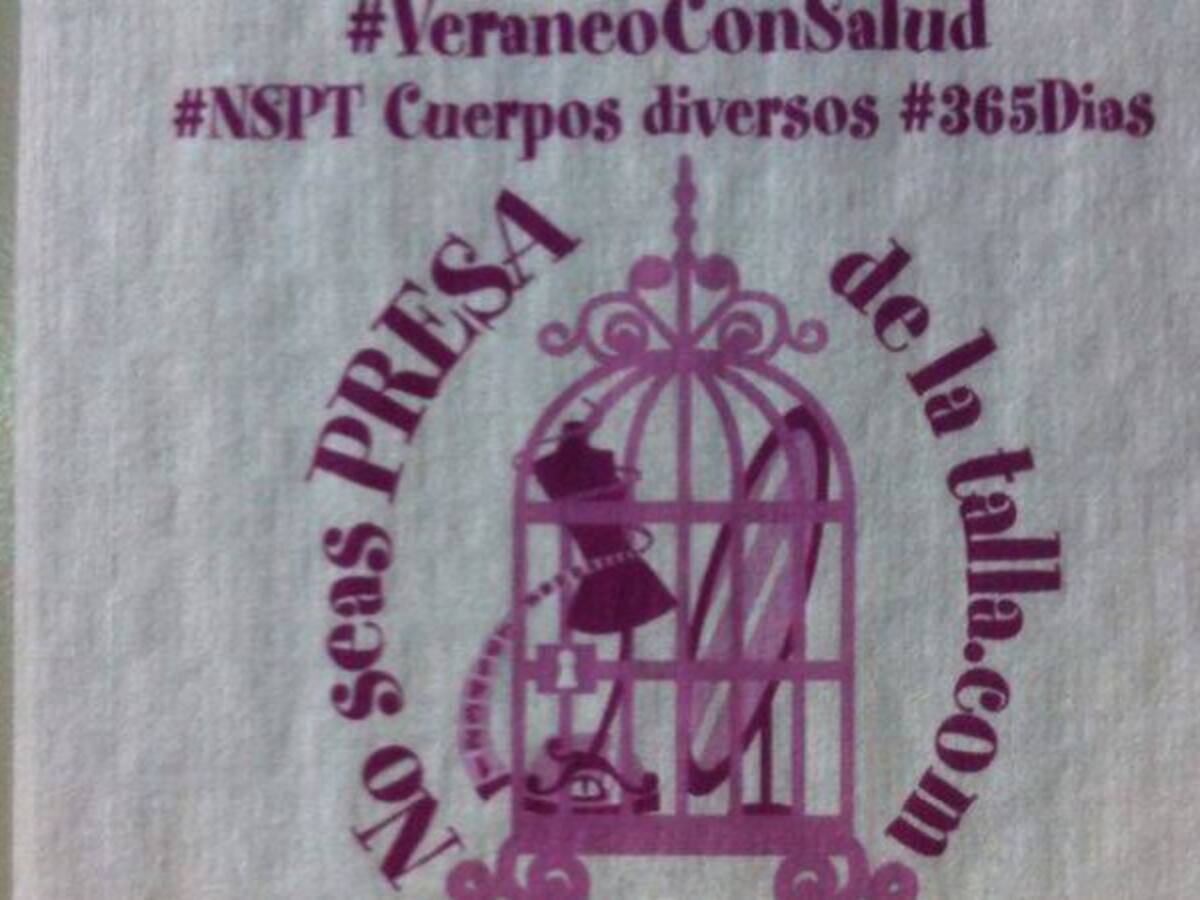 #VeraneoConSalud
#NSPT Cuerpos diversos #365Dias
No seas PRESA
de la talla.com